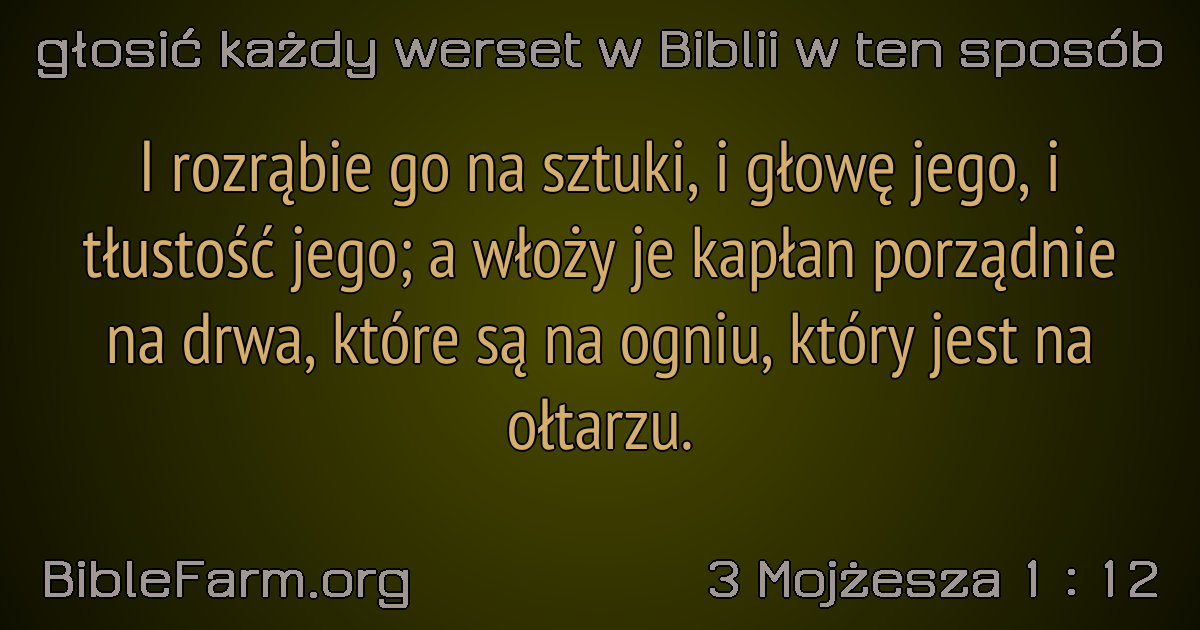 głosić każdy werset w Biblii w ten sposób
I rozrąbie go na sztuki, i głowę jego, i
tłustość jego; a włoży je kapłan porządnie
na drwa, które są na ogniu, który jest na
ołtarzu.
BibleFarm.org
3 Mojżesza 1 : 12